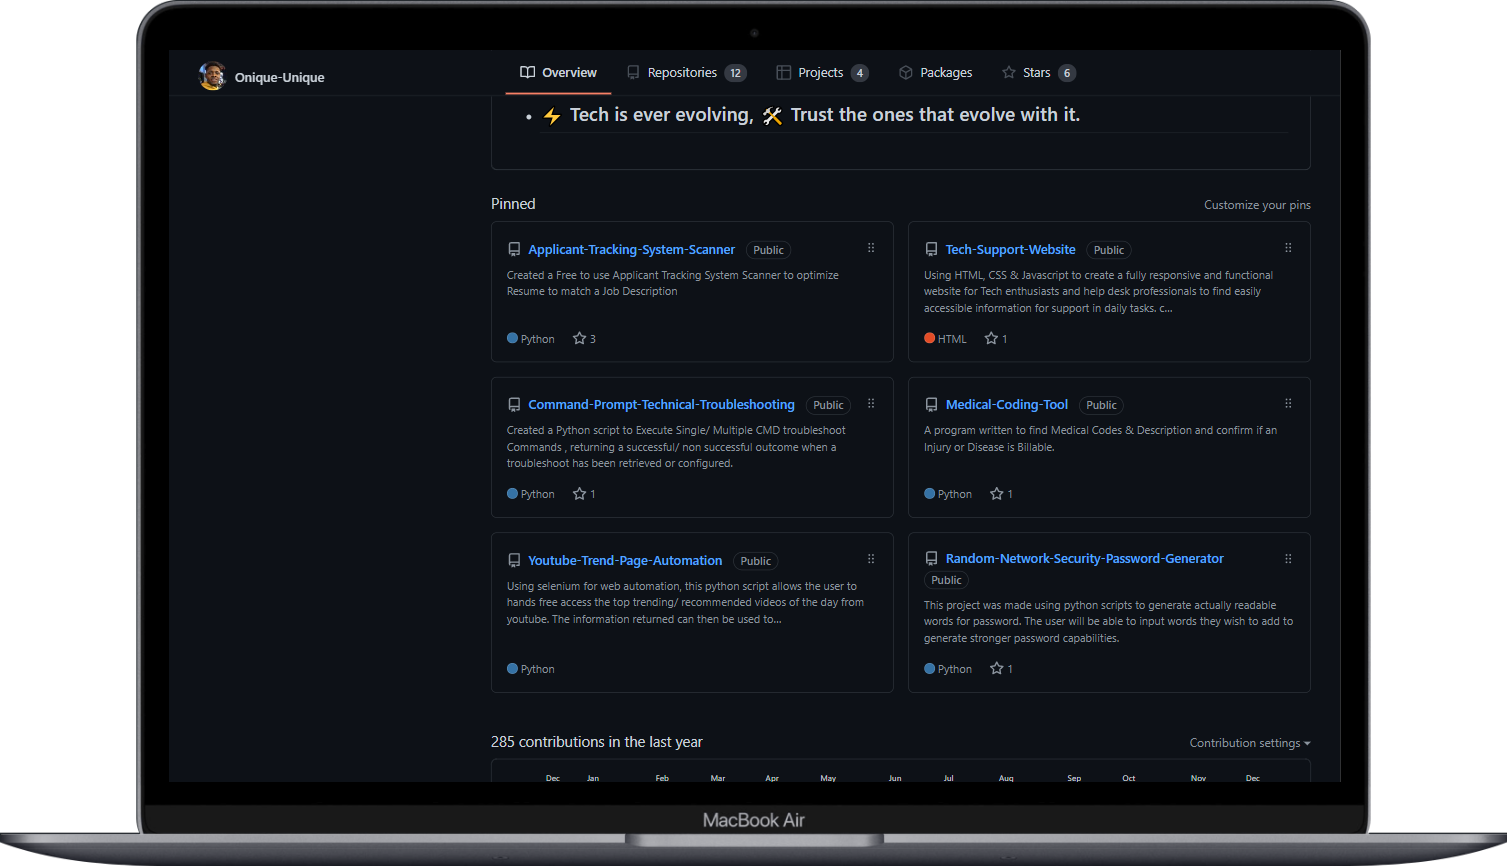 Onique-Unique
Overview
Repositories 12
Projects 4
Packages
Stars 6
Tech is ever evolving, Trust the ones that evolve with it.
Pinned
Customize your pins
Applicant-Tracking-System-Scanner Public
Created a Free to use Applicant Tracking System Scanner to optimize
Resume to match a Job Description
Python 3
Tech-Support-Website Public
Using HTML, CSS & Javascript to create a fully responsive and functional
website for Tech enthusiasts and help desk professionals to find easily
accessible information for support in daily tasks. c...
HTML 1
Command-Prompt-Technical-Troubleshooting Public
Created a Python script to Execute Single/ Multiple CMD troubleshoot
Commands , returning a successful/ non successful outcome when a
troubleshoot has been retrieved or configured.
Python 1
Medical-Coding-Tool Public
A program written to find Medical Codes & Description and confirm if an
Injury or Disease is Billable.
Python 1
Youtube-Trend-Page-Automation Public
Using selenium for web automation, this python script allows the user to
hands free access the top trending/ recommended videos of the day from
youtube. The information returned can then be used to...
Python
Random-Network-Security-Password-Generator
Public
This project was made using python scripts to generate actually readable
words for password. The user will be able to input words they wish to add to
generate stronger password capabilities.
Python 1
285 contributions in the last year
Contribution settings
Dec Jan Feb Mar Apr May Jun Jul Aug Sep Oct Nov Dec
MacBook Air